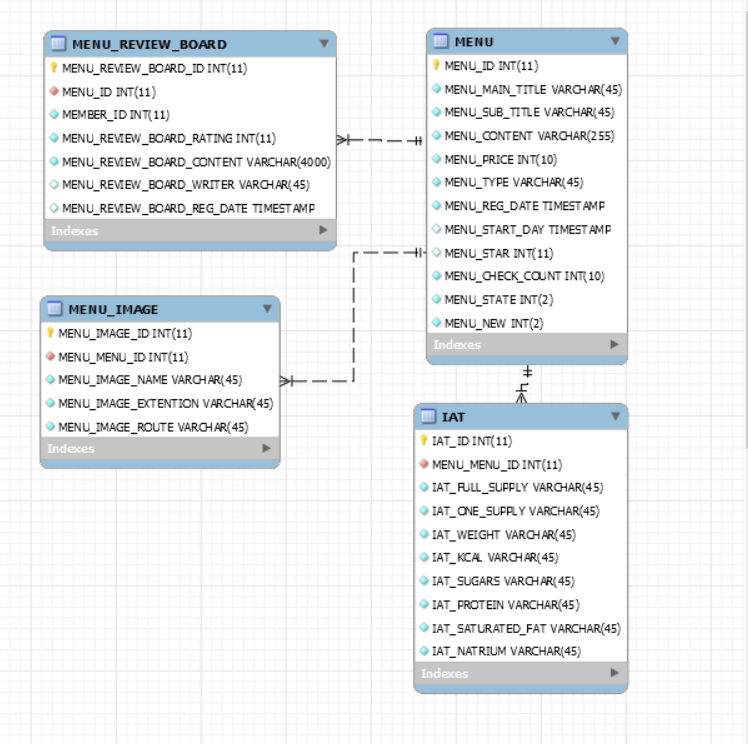 MENU_REVIEW_BOARD
MENU_REVIEW_BOARD_ID INT(11)
MENU_ID INT(11)
MEMBER_ID INT(11)
MENU_REVIEW_BOARD_RATING INT(11)
MENU_REVIEW_BOARD_CONTENT VARCHAR(4000)
MENU_REVIEW_BOARD_WRITER VARCHAR(45)
MENU_REVIEW_BOARD_REG_DATE TIMESTAMP
Indexes
MENU
MENU_ID INT(11)
MENU_MAIN_TITLE VARCHAR(45)
MENU_SUB_TITLE VARCHAR(45)
MENU_CONTENT VARCHAR(255)
MENU_PRICE INT(10)
MENU_TYPE VARCHAR(45)
MENU_REG_DATE TIMESTAMP
MENU_START_DAY TIMESTAMP
MENU_STAR INT(11)
MENU_CHECK_COUNT INT(10)
MENU_STATE INT(2)
MENU_NEW INT(2)
Indexes
MENU_IMAGE
MENU_IMAGE_ID INT(11)
MENU_MENU_ID INT(11)
MENU_IMAGE_NAME VARCHAR(45)
MENU_IMAGE_EXTENTION VARCHAR(45)
MENU_IMAGE_ROUTE VARCHAR(45)
Indexes
IAT
IAT_ID INT(11)
MENU_MENU_ID INT(11)
IAT_FULL_SUPPLY VARCHAR(45)
IAT_ONE_SUPPLY VARCHAR(45)
IAT_WEIGHT VARCHAR(45)
IAT_KCAL VARCHAR(45)
IAT_SUGARS VARCHAR(45)
IAT_PROTEIN VARCHAR(45)
IAT_SATURATED_FAT VARCHAR(45)
IAT_NATRIUM VARCHAR(45)
Indexes